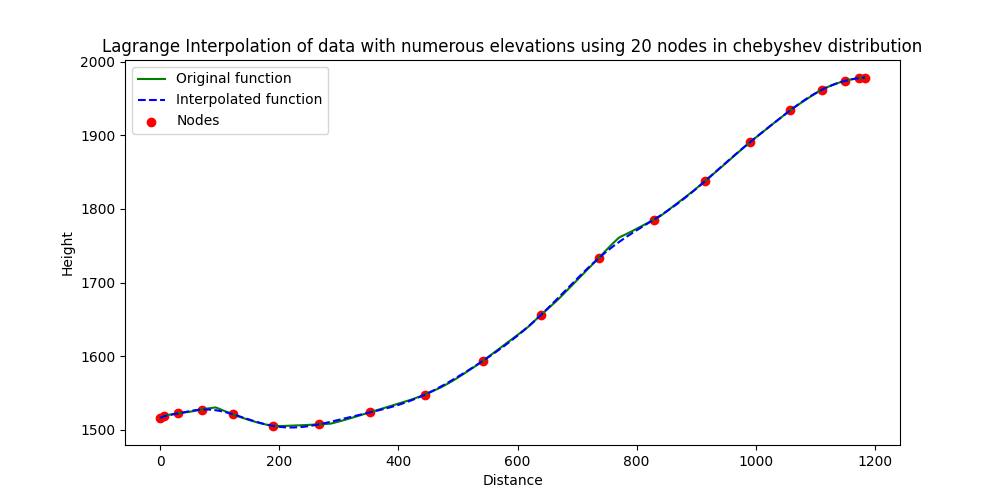 Lagrange Interpolation of data with numerous elevations using 20 nodes in chebyshev distribution
2000
1900
1800
1700
1600
1500
Height
Original function
Interpolated function
Nodes
0 200 400 600 800 1000 1200
Distance